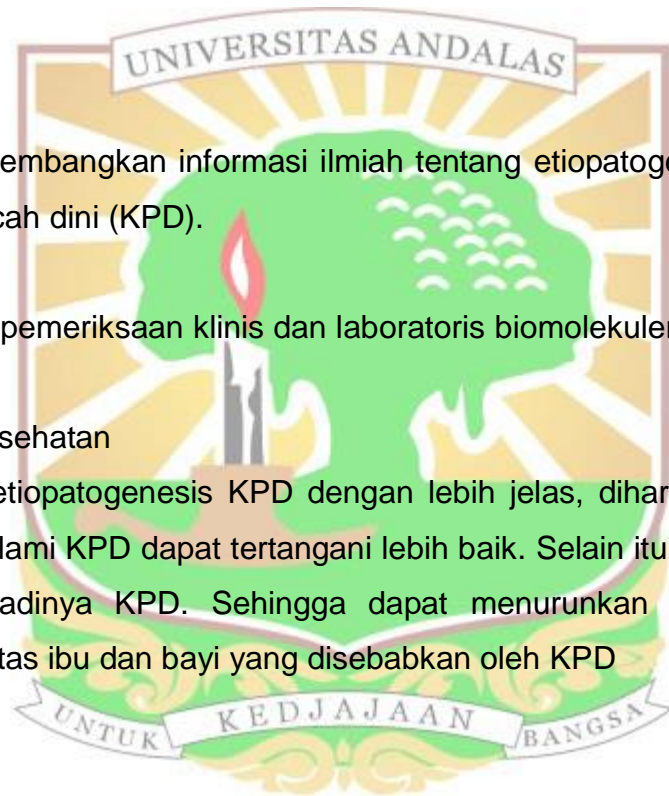 UNIVERSITAS ANDALAS
embangkan informasi ilmiah tentang etiopatoge
cah dini (KPD).
pemeriksaan klinis dan laboratoris biomolekuler
sehatan
etiopatogenesis KPD dengan lebih jelas, dihar
lami KPD dapat tertangani lebih baik. Selain itu
adinya KPD. Sehingga dapat menurunkan
tas ibu dan bayi yang disebabkan oleh KPD
UNTUK KEDJAJAAN BANGSA